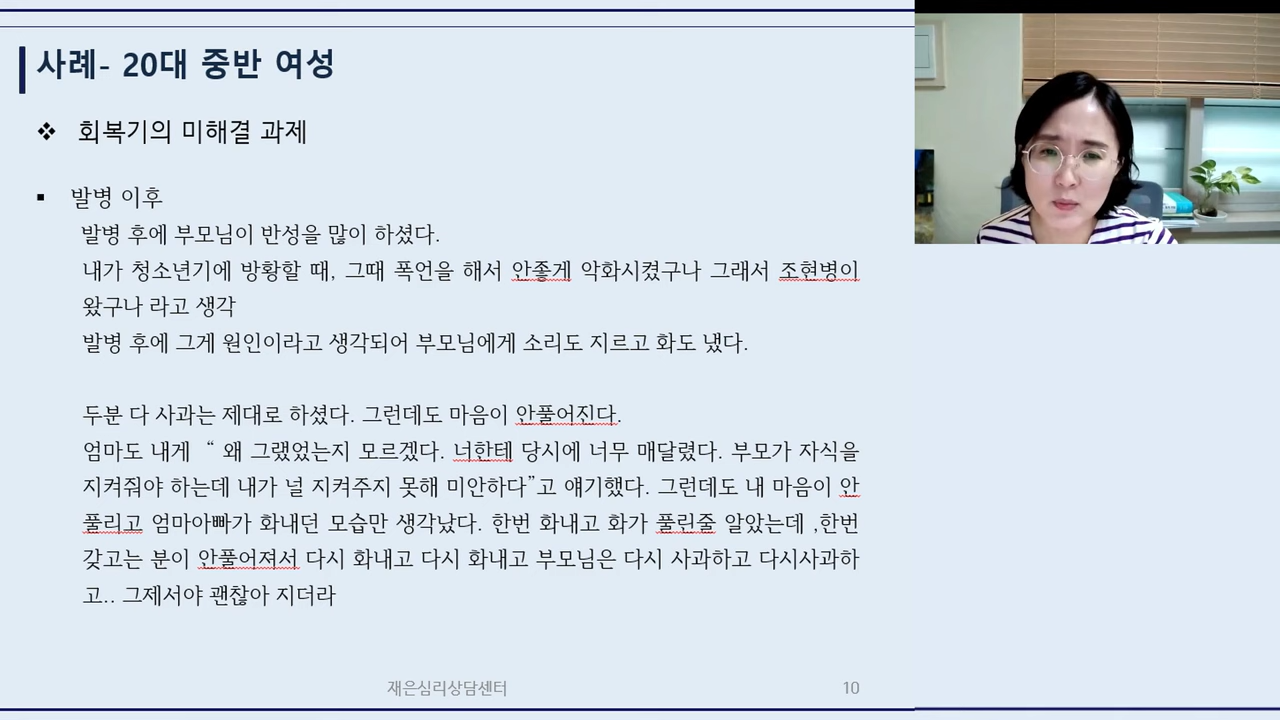 사례- 20대 중반 여성
❖ 회복기의 미해결 과제
▪ 발병 이후
발병 후에 부모님이 반성을 많이 하셨다.
내가 청소년기에 방황할 때, 그때 폭언을 해서 안좋게 악화시켰구나 그래서 조현병이
왔구나 라고 생각
발병 후에 그게 원인이라고 생각되어 부모님에게 소리도 지르고 화도 냈다.
두분 다 사과는 제대로 하셨다. 그런데도 마음이 안풀어진다.
엄마도 내게 “ 왜 그랬었는지 모르겠다. 너한테 당시에 너무 매달렸다. 부모가 자식을
지켜줘야 하는데 내가 널 지켜주지 못해 미안하다”고 얘기했다. 그런데도 내 마음이 안
풀리고 엄마아빠가 화내던 모습만 생각났다. 한번 화내고 화가 풀린줄 알았는데 ,한번
갖고는 분이 안풀어져서 다시 화내고 다시 화내고 부모님은 다시 사과하고 다시사과하
고.. 그제서야 괜찮아 지더라
재은심리상담센터
10